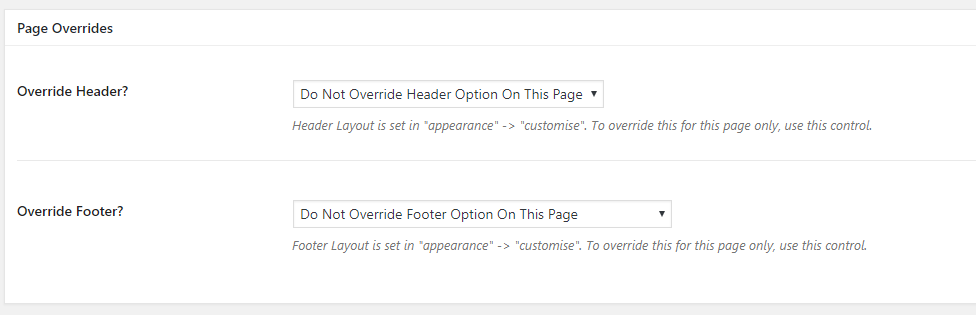 Page Overrides
Override Header?
Do Not Override Header Option On This Page
Header Layout is set in "appearance" -> "customise". To override this for this page only, use this control.
Override Footer?
Do Not Override Footer Option On This Page
Footer Layout is set in "appearance" -> "customise". To override this for this page only, use this control.